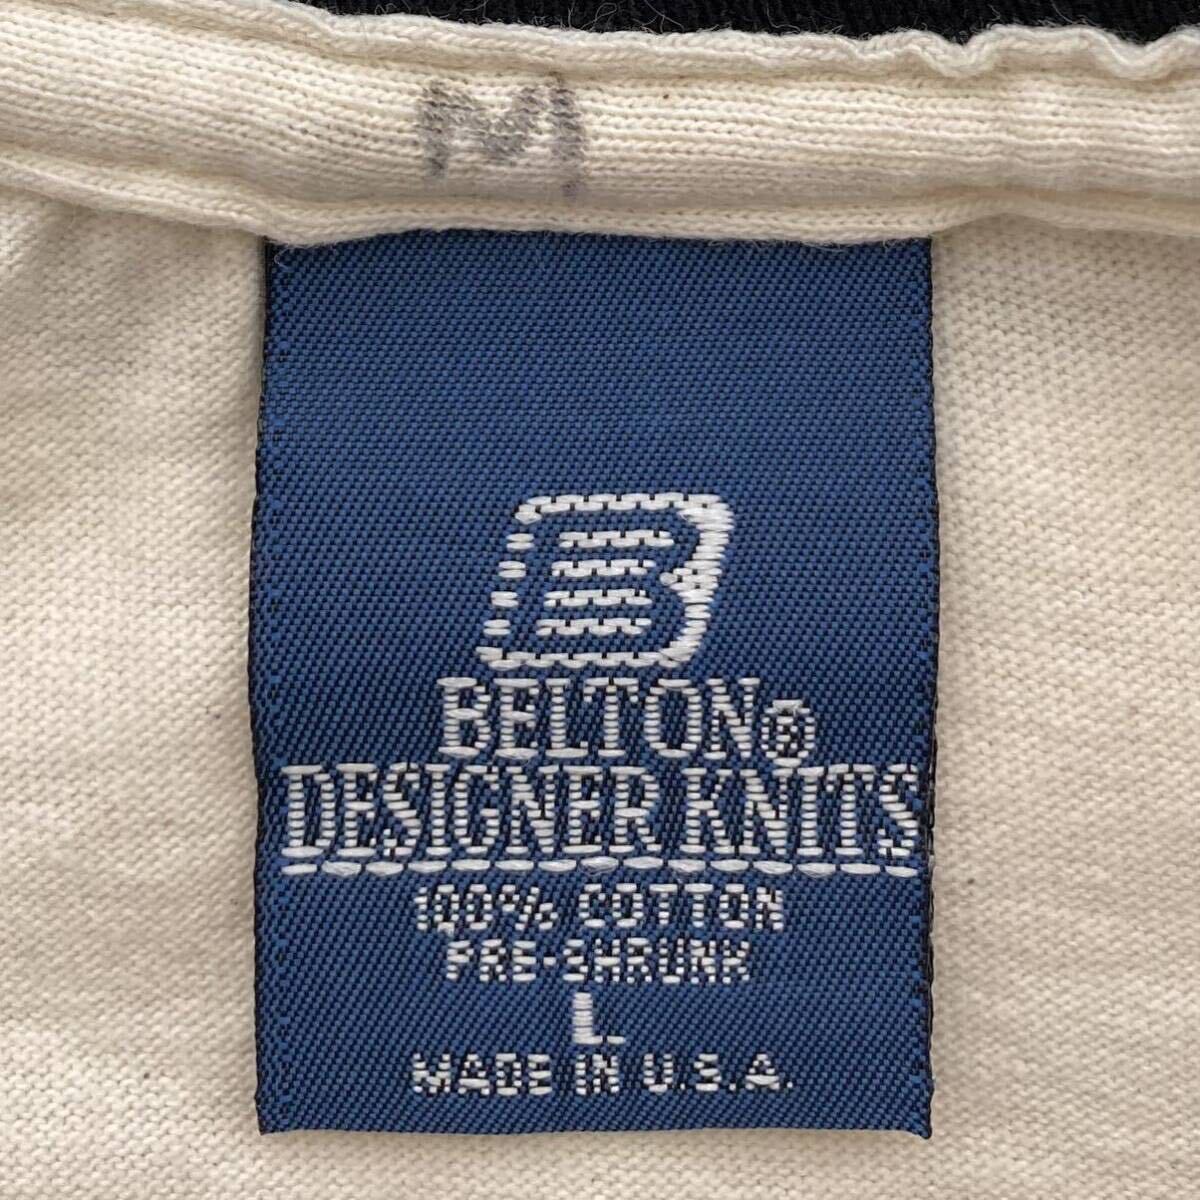 M
B
BELTON®
DESIGNER KNITS
100% COTTON
PRE-SHRUNK
L
MADE IN U.S.A.